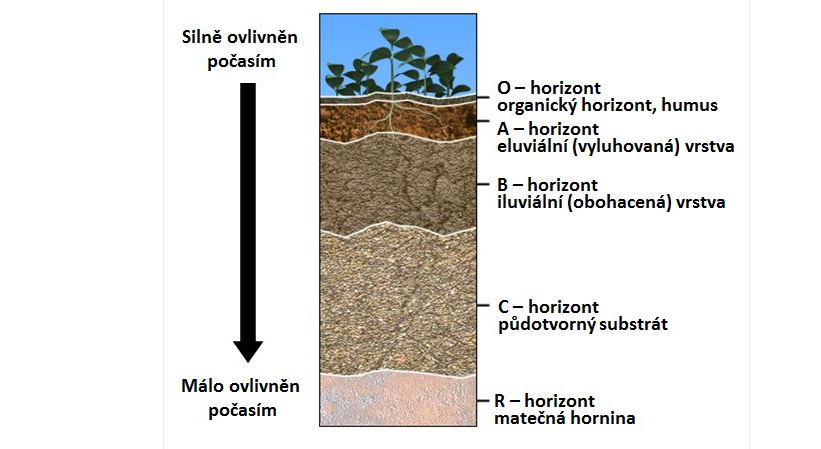 Silně ovlivněn
počasím
O – horizont
organický horizont, humus
A – horizont
eluviální (vyluhovaná) vrstva
B – horizont
iluviální (obohacená) vrstva
C – horizont
půdotvorný substrát
Málo ovlivněn
počasím
R – horizont
matečná hornina